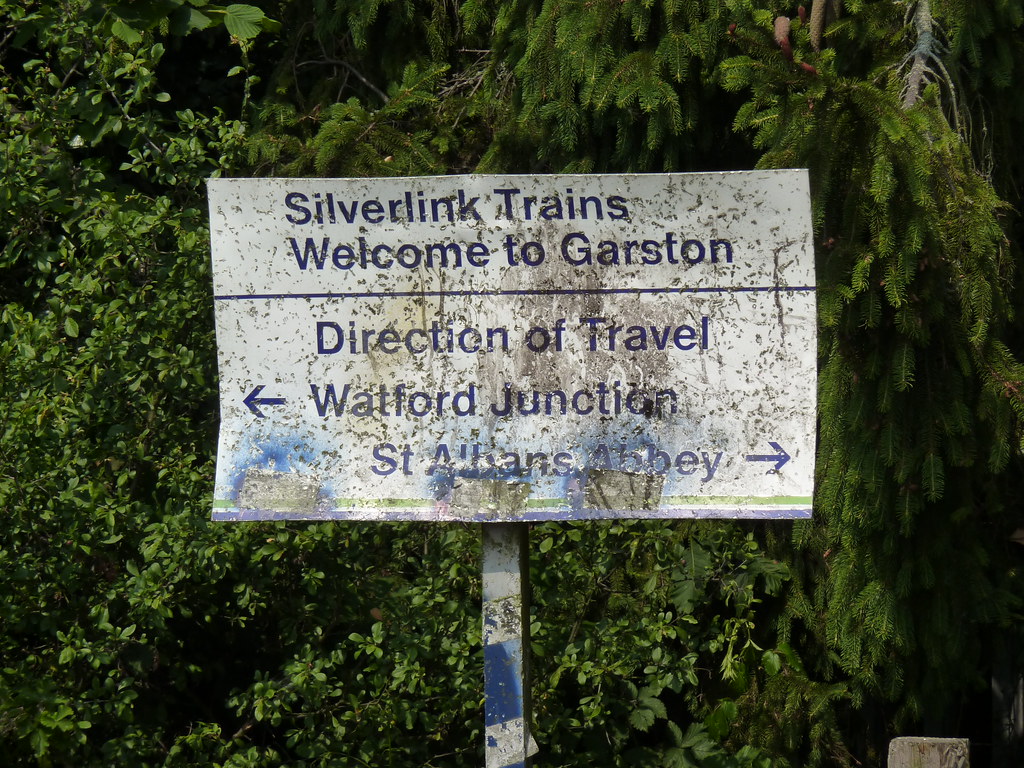 Silverlink Trains
Welcome to Garston
Direction of Travel
← Watford Junction
St Albans Abbey →